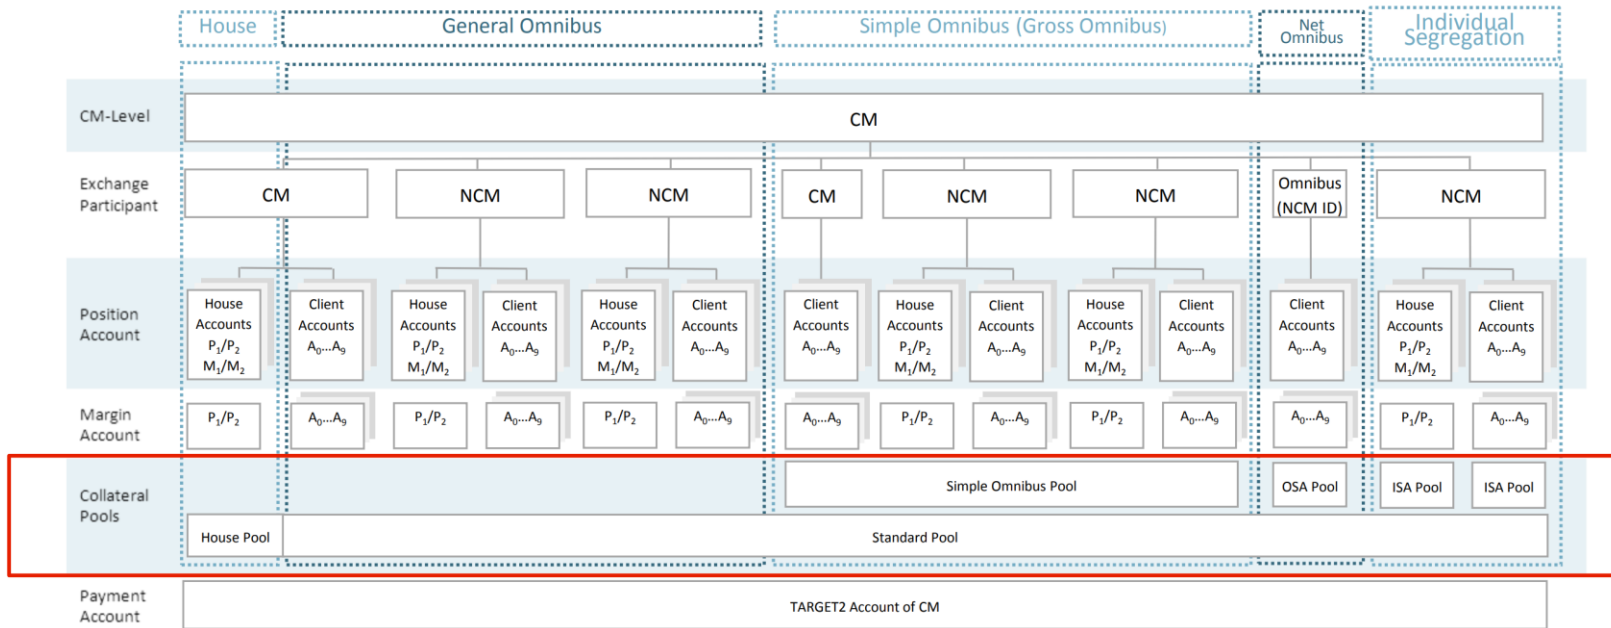 House
General Omnibus
Simple Omnibus (Gross Omnibus)
Net
Omnibus
Individual
Segregation
CM-Level
CM
Exchange
Participant
CM
NCM
NCM
CM
NCM
NCM
Omnibus
(NCM ID)
NCM
Position
Account
House
Accounts
P₁/P₂
M₁/M₂
Client
Accounts
A₀...A₉
House
Accounts
P₁/P₂
M₁/M₂
Client
Accounts
A₀...A₉
House
Accounts
P₁/P₂
M₁/M₂
Client
Accounts
A₀...A₉
Client
Accounts
A₀...A₉
House
Accounts
P₁/P₂
M₁/M₂
Client
Accounts
A₀...A₉
House
Accounts
P₁/P₂
M₁/M₂
Client
Accounts
A₀...A₉
Client
Accounts
A₀...A₉
House
Accounts
P₁/P₂
M₁/M₂
Client
Accounts
A₀...A₉
Margin
Account
P₁/P₂
A₀...A₉
P₁/P₂
A₀...A₉
P₁/P₂
A₀...A₉
A₀...A₉
P₁/P₂
A₀...A₉
P₁/P₂
A₀...A₉
A₀...A₉
P₁/P₂
A₀...A₉
Collateral
Pools
Simple Omnibus Pool
OSA Pool
ISA Pool
ISA Pool
House Pool
Standard Pool
Payment
Account
TARGET2 Account of CM